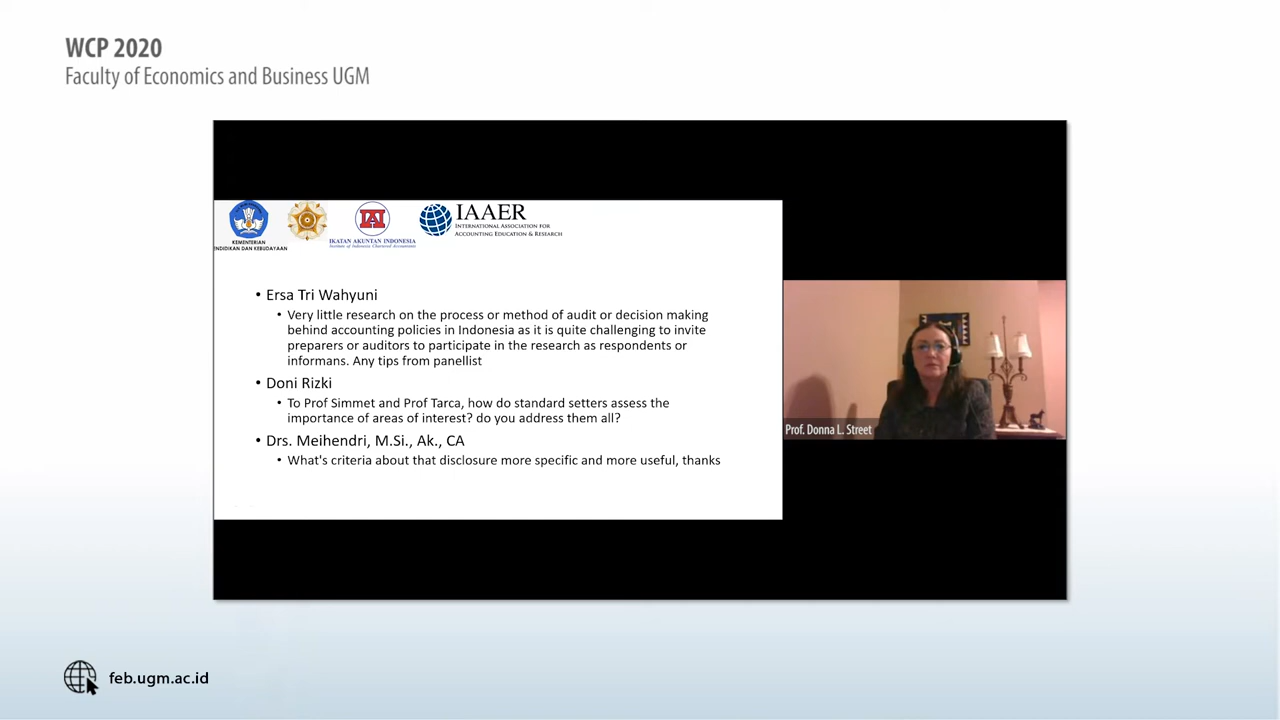 WCP 2020
Faculty of Economics and Business UGM
KEMENTERIAN
NDIDIKAN DAN KEBUDAYAAN
IAI
IKATAN AKUNTAN INDONESIA
Institute of Indonesia Chartered Accountants
IAAER
INTERNATIONAL ASSOCIATION FOR
ACCOUNTING EDUCATION & RESEARCH
• Ersa Tri Wahyuni
• Very little research on the process or method of audit or decision making
behind accounting policies in Indonesia as it is quite challenging to invite
preparers or auditors to participate in the research as respondents or
informans. Any tips from panellist
• Doni Rizki
• To Prof Simmet and Prof Tarca, how do standard setters assess the
importance of areas of interest? do you address them all?
• Drs. Meihendri, M.Si., Ak., CA
• What's criteria about that disclosure more specific and more useful, thanks
Prof. Donna L. Street
feb.ugm.ac.id